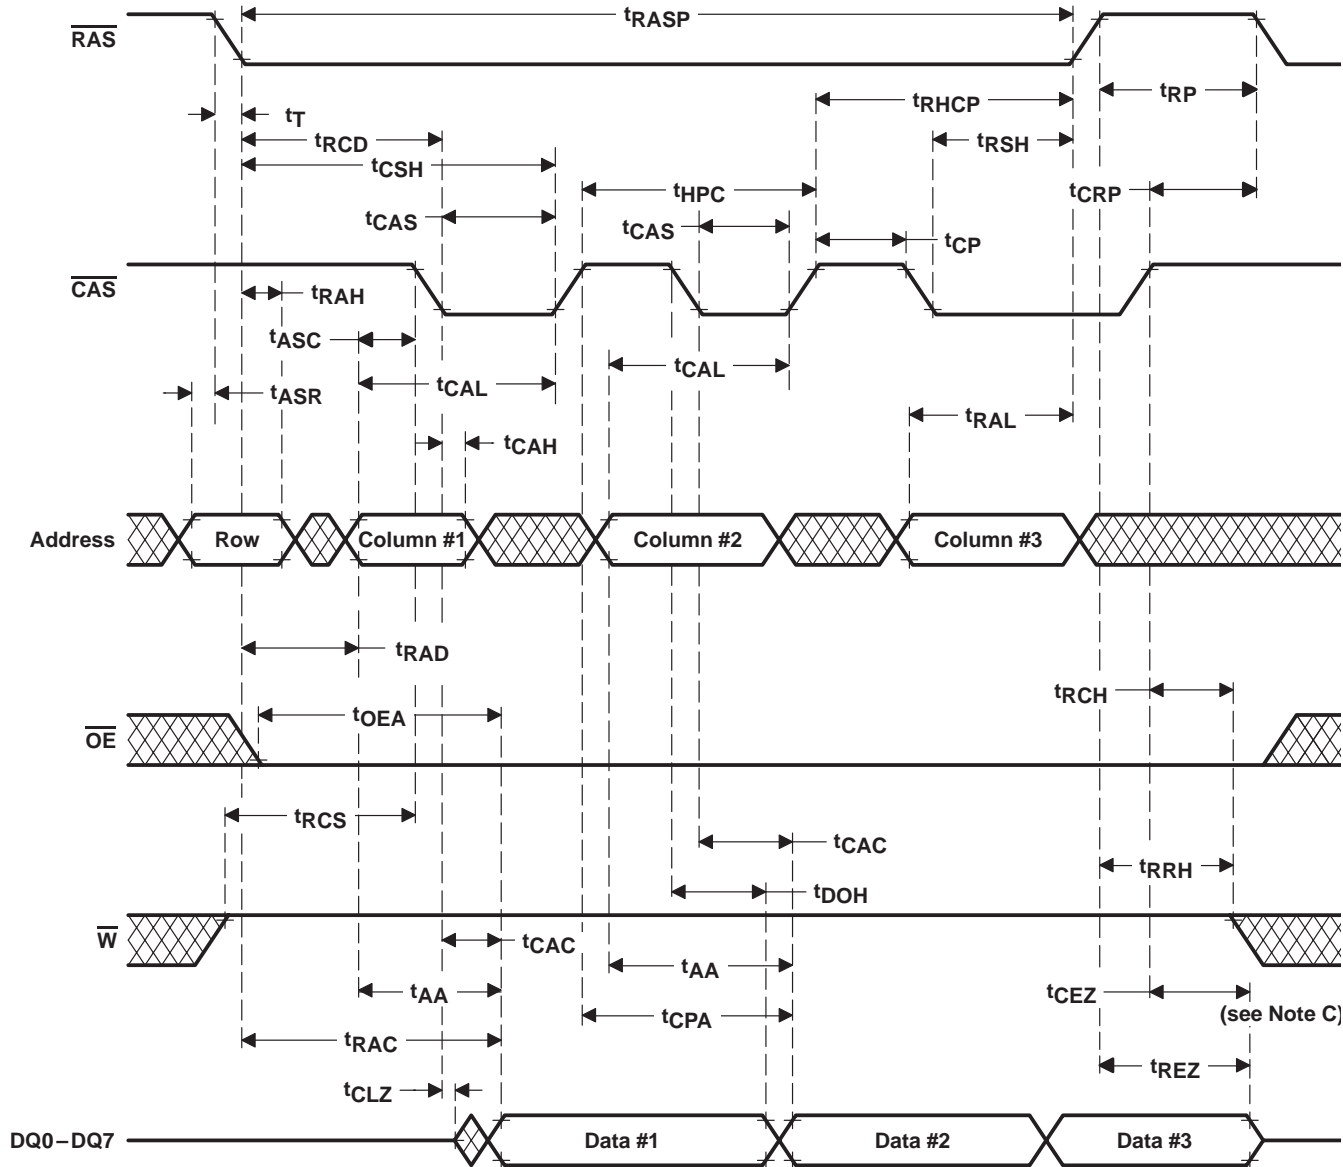 tRASP
RAS
tRP
tRHCP
tT
tRCD
tRSH
tCSH
tHPC
tCRP
tCAS
tCAS
tCP
CAS
tRAH
tASC
tCAL
tCAL
tASR
tRAL
tCAH
Address
Row
Column #1
Column #2
Column #3
tRAD
tRCH
tOEA
OE
tRCS
tCAC
tRRH
tDOH
W
tCAC
tAA
tAA
tCEZ
(see Note C)
tCPA
tRAC
tREZ
tCLZ
DQ0–DQ7
Data #1
Data #2
Data #3